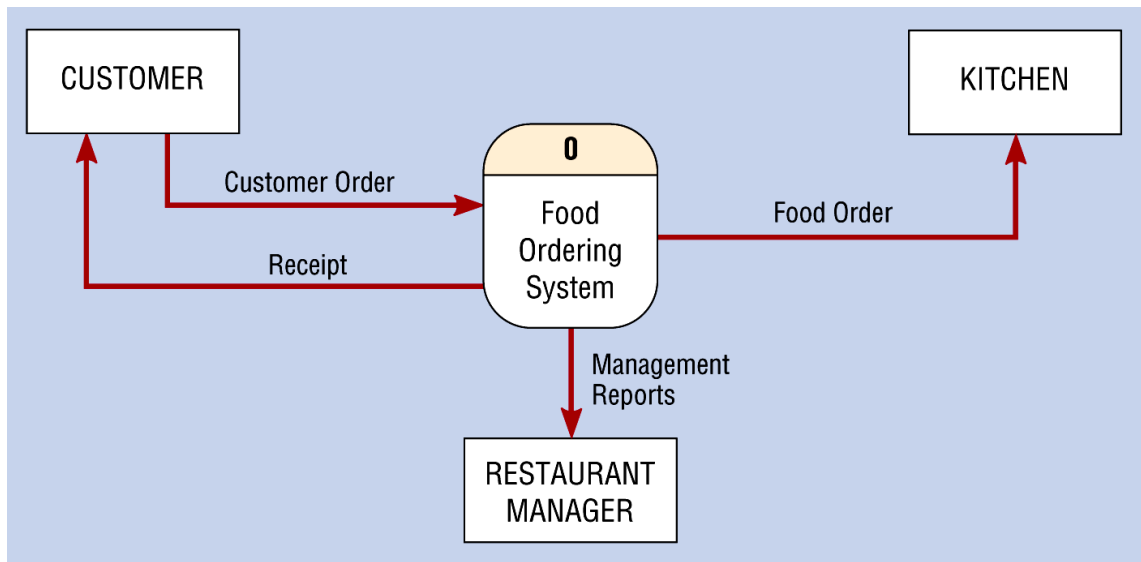 CUSTOMER
KITCHEN
0
Customer Order
Food
Ordering
System
Food Order
Receipt
Management
Reports
RESTAURANT
MANAGER